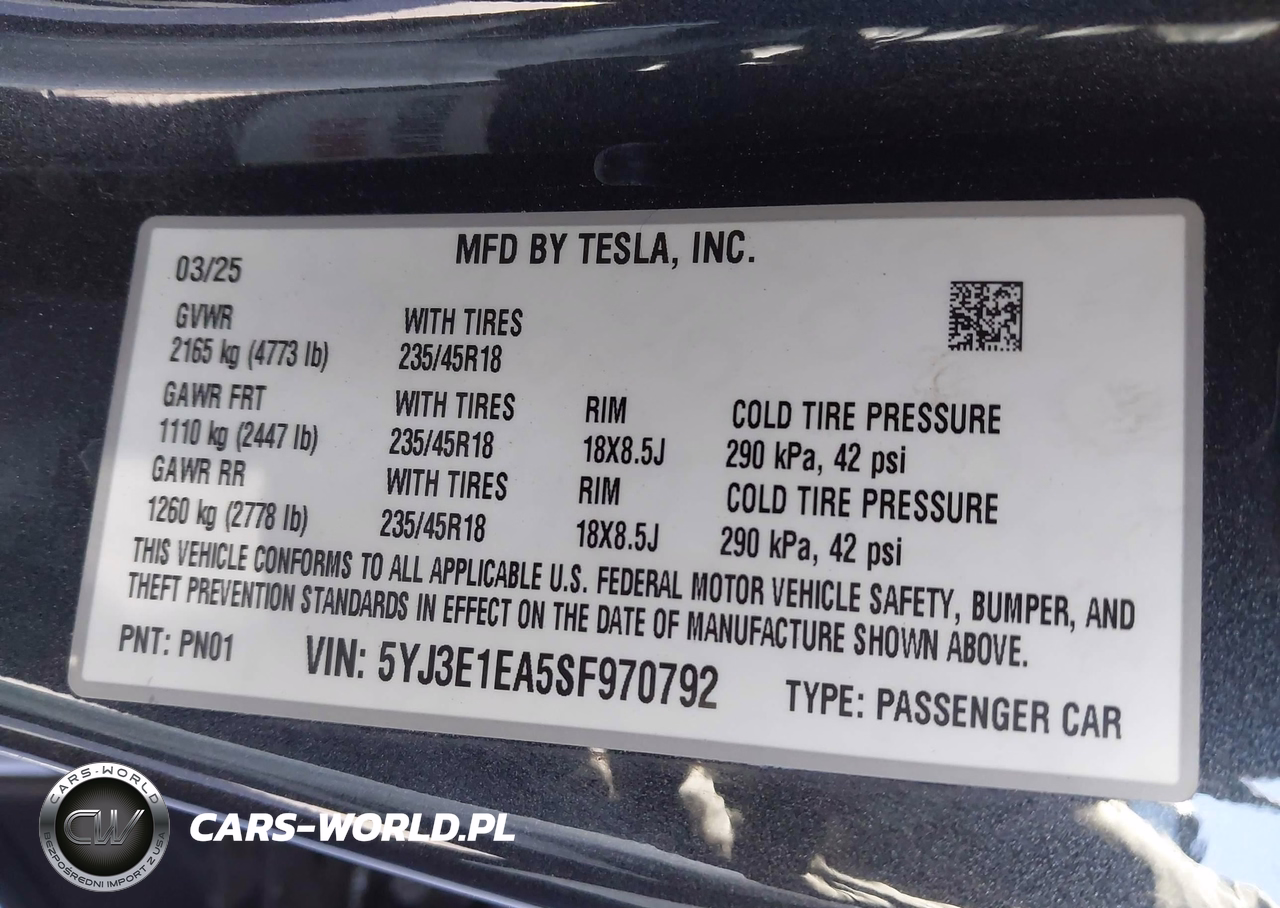 MFD BY TESLA, INC.
03/25
GVWR WITH TIRES
2165 kg (4773 lb) 235/45R18
GAWR FRT WITH TIRES RIM COLD TIRE PRESSURE
1110 kg (2447 lb) 235/45R18 18X8.5J 290 kPa, 42 psi
GAWR RR WITH TIRES RIM COLD TIRE PRESSURE
1260 kg (2778 lb) 235/45R18 18X8.5J 290 kPa, 42 psi
THIS VEHICLE CONFORMS TO ALL APPLICABLE U.S. FEDERAL MOTOR VEHICLE SAFETY, BUMPER, AND
THEFT PREVENTION STANDARDS IN EFFECT ON THE DATE OF MANUFACTURE SHOWN ABOVE.
PNT: PN01 VIN: 5YJ3E1EA5SF970792 TYPE: PASSENGER CAR
CARS-WORLD
CW
BEZPOŚREDNI IMPORT Z USA
CARS-WORLD.PL